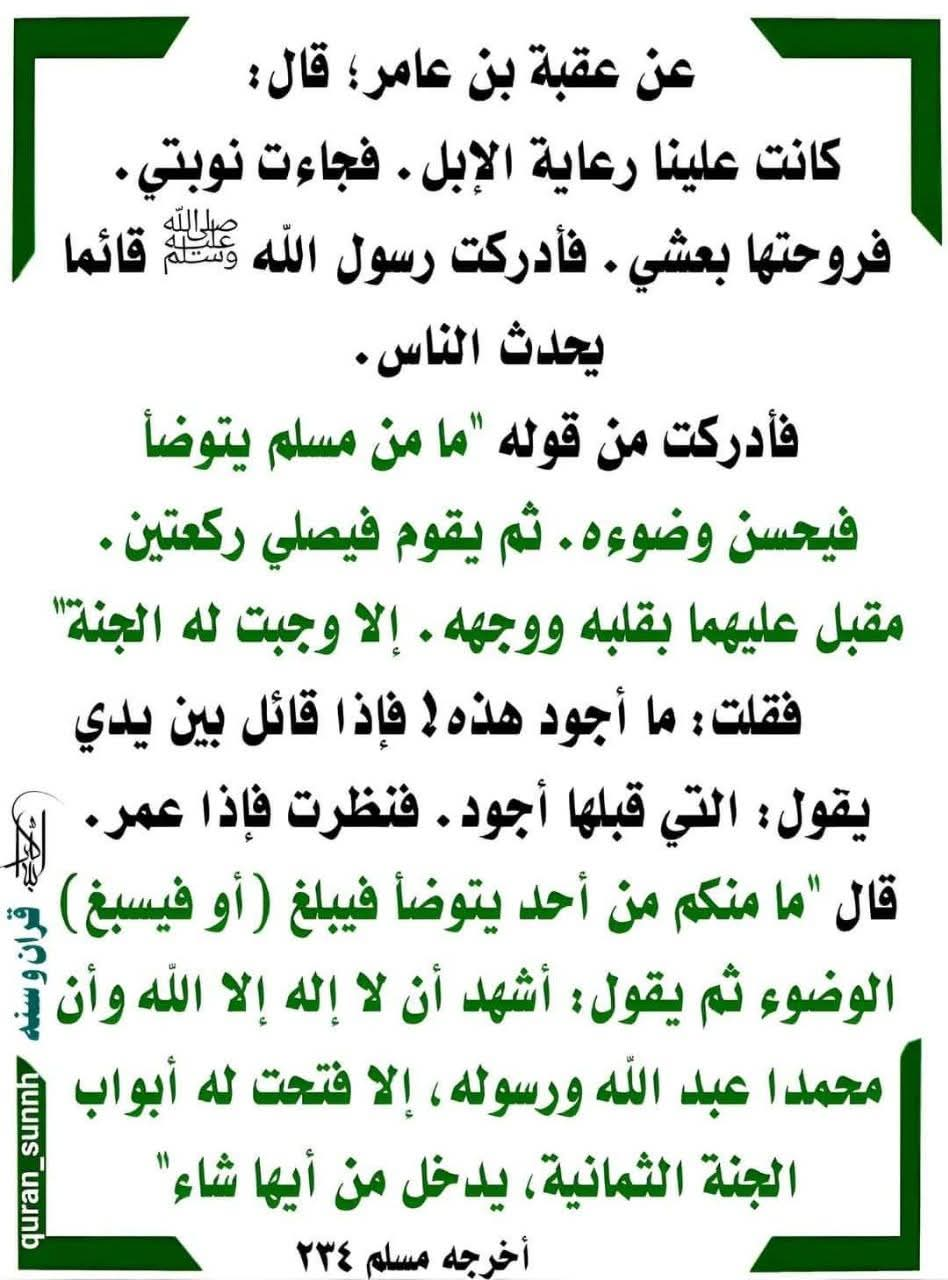 عن عقبة بن عامر؛ قال:
كانت علينا رعاية الإبل. فجاءت نوبتي.
فروحتها بعشي. فأدركت رسول الله ﷺ قائما
يحدث الناس.
فأدركت من قوله "ما من مسلم يتوضأ
فيحسن وضوءه. ثم يقوم فيصلي ركعتين.
مقبل عليهما بقلبه ووجهه. إلا وجبت له الجنة"
فقلت: ما أجود هذه! فإذا قائل بين يدي
يقول: التي قبلها أجود. فنظرت فإذا عمر.
قال "ما منكم من أحد يتوضأ فيبلغ (أو فيسبغ)
الوضوء ثم يقول: أشهد أن لا إله إلا الله وأن
محمدا عبد الله ورسوله، إلا فتحت له أبواب
الجنة الثمانية، يدخل من أيها شاء"
أخرجه مسلم ٢٣٤
قرآن و سنه
quran_sunnh